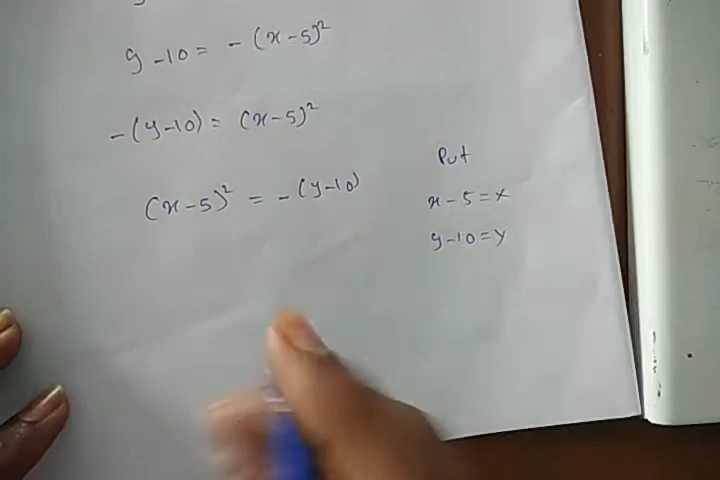 y - 10 = - (x - 5)²
- (y - 10) = (x - 5)²
(x - 5)² = - (y - 10)
Put
x - 5 = X
y - 10 = Y